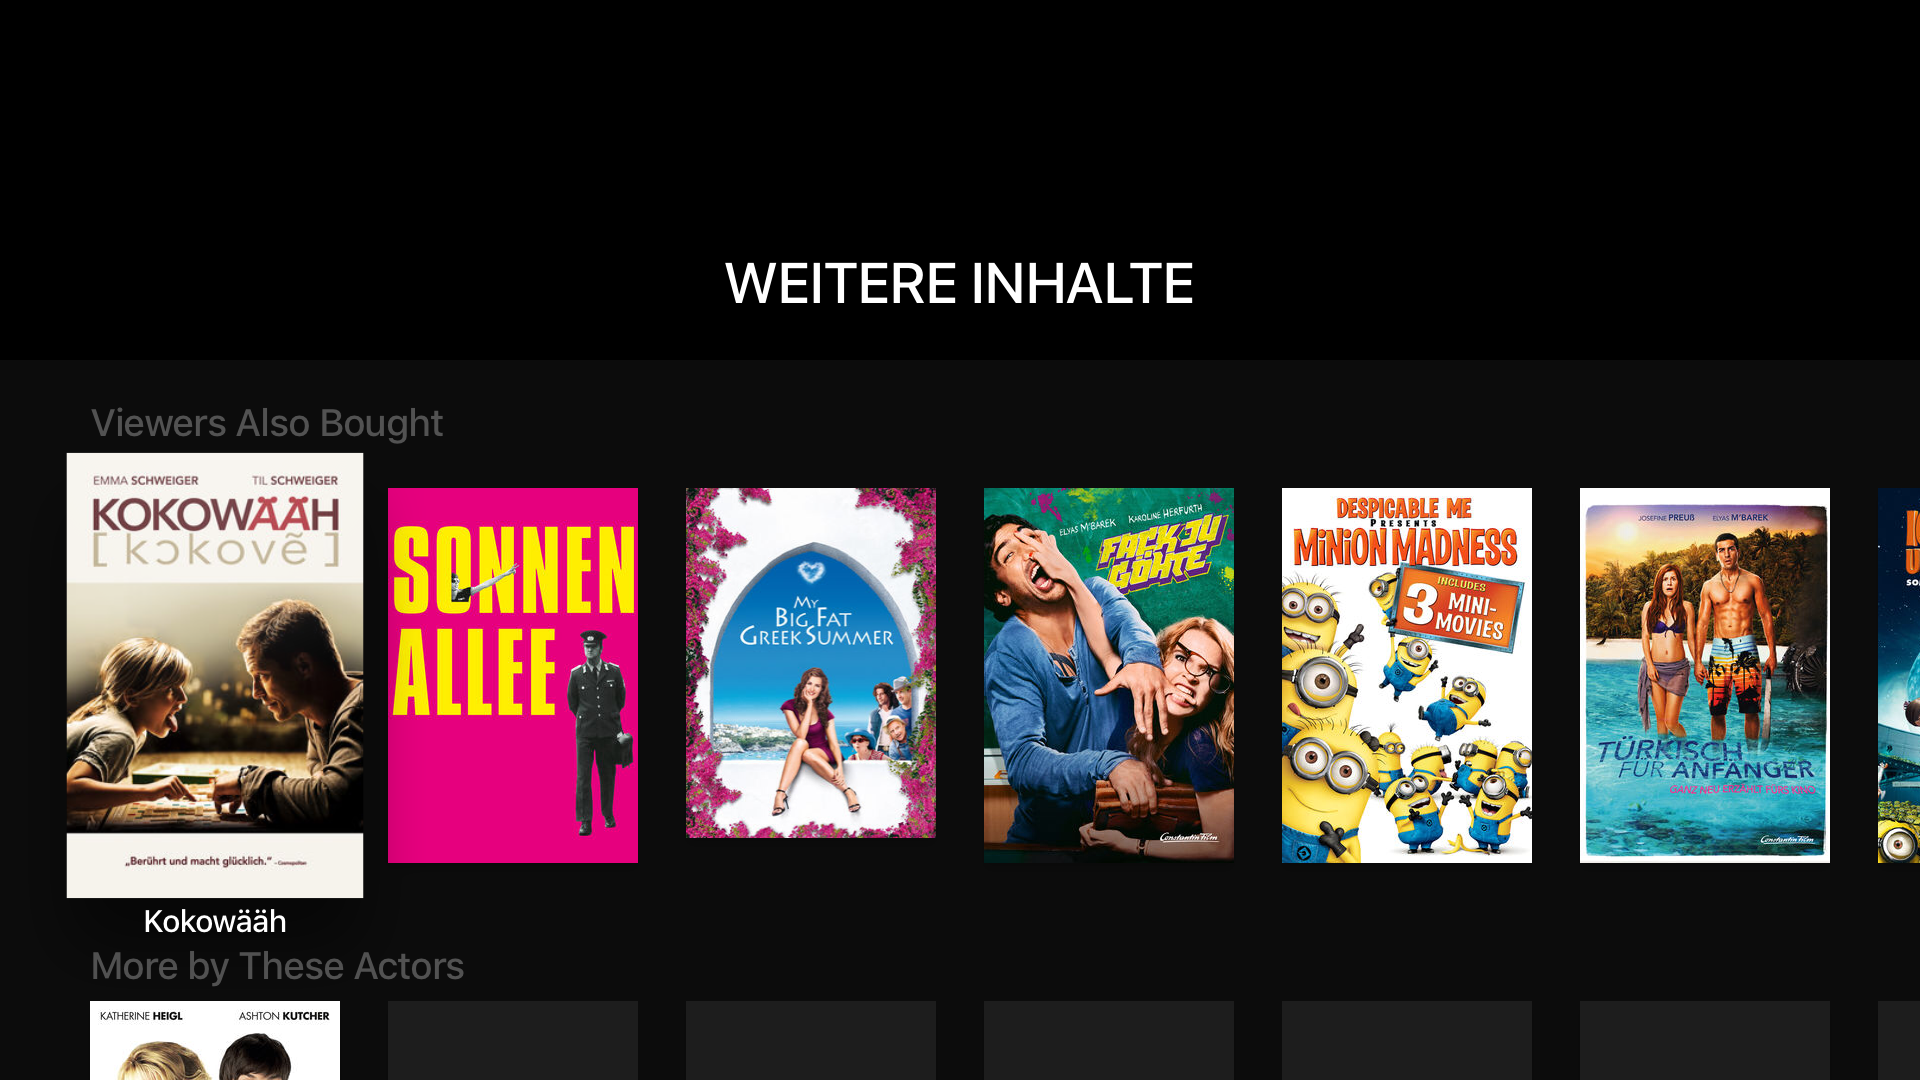 WEITERE INHALTE
Viewers Also Bought
EMMA SCHWEIGER TIL SCHWEIGER
KOKOWÄÄH
[kɔkovẽ]
„Berührt und macht glücklich.“ – Cosmopolitan
Kokowääh
SONNEN
ALLEE
MY
BIG FAT
GREEK SUMMER
ELYAS M'BAREK KAROLINE HERFURTH
FACK JU
GÖHTE
Constantin Film
DESPICABLE ME
PRESENTS
MINION MADNESS
INCLUDES
3 MINI-
MOVIES
JOSEFINE PREUß ELYAS M'BAREK
TÜRKISCH
FÜR ANFÄNGER
GANZ NEU ERZÄHLT FÜRS KINO
Constantin Film
More by These Actors
KATHERINE HEIGL ASHTON KUTCHER